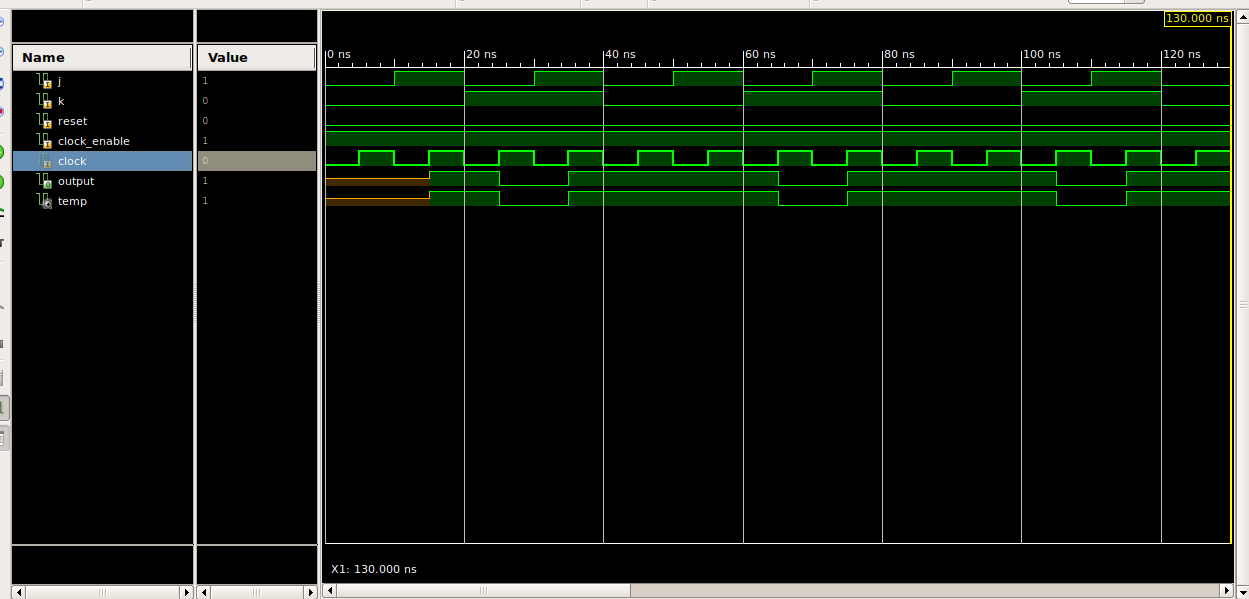 130.000 ns
Name
Value
0 ns
20 ns
40 ns
60 ns
80 ns
100 ns
120 ns
j
1
k
0
reset
0
clock_enable
1
clock
0
output
1
temp
1
X1: 130.000 ns